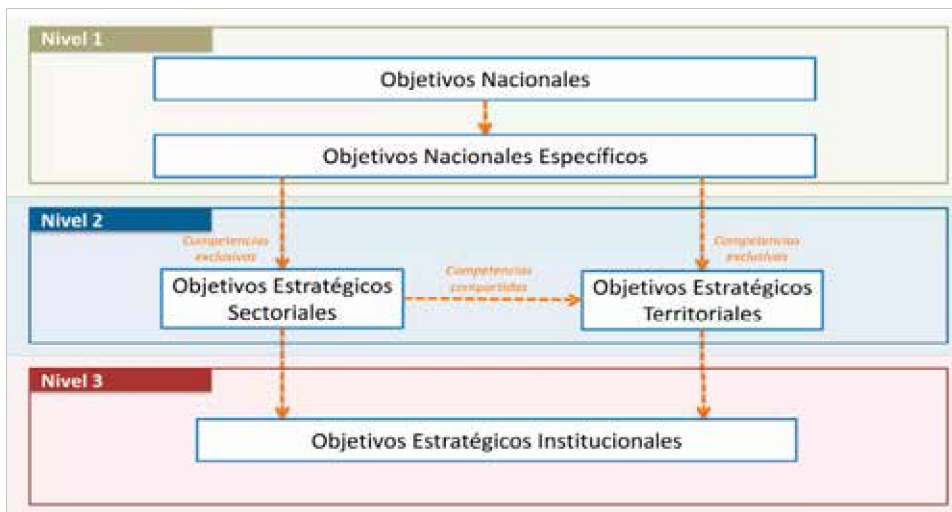 Nivel 1
Objetivos Nacionales
Objetivos Nacionales Específicos
Nivel 2
Competencias
exclusivas
Competencias
exclusivas
Competencias
compartidas
Objetivos Estratégicos
Sectoriales
Objetivos Estratégicos
Territoriales
Nivel 3
Objetivos Estratégicos Institucionales